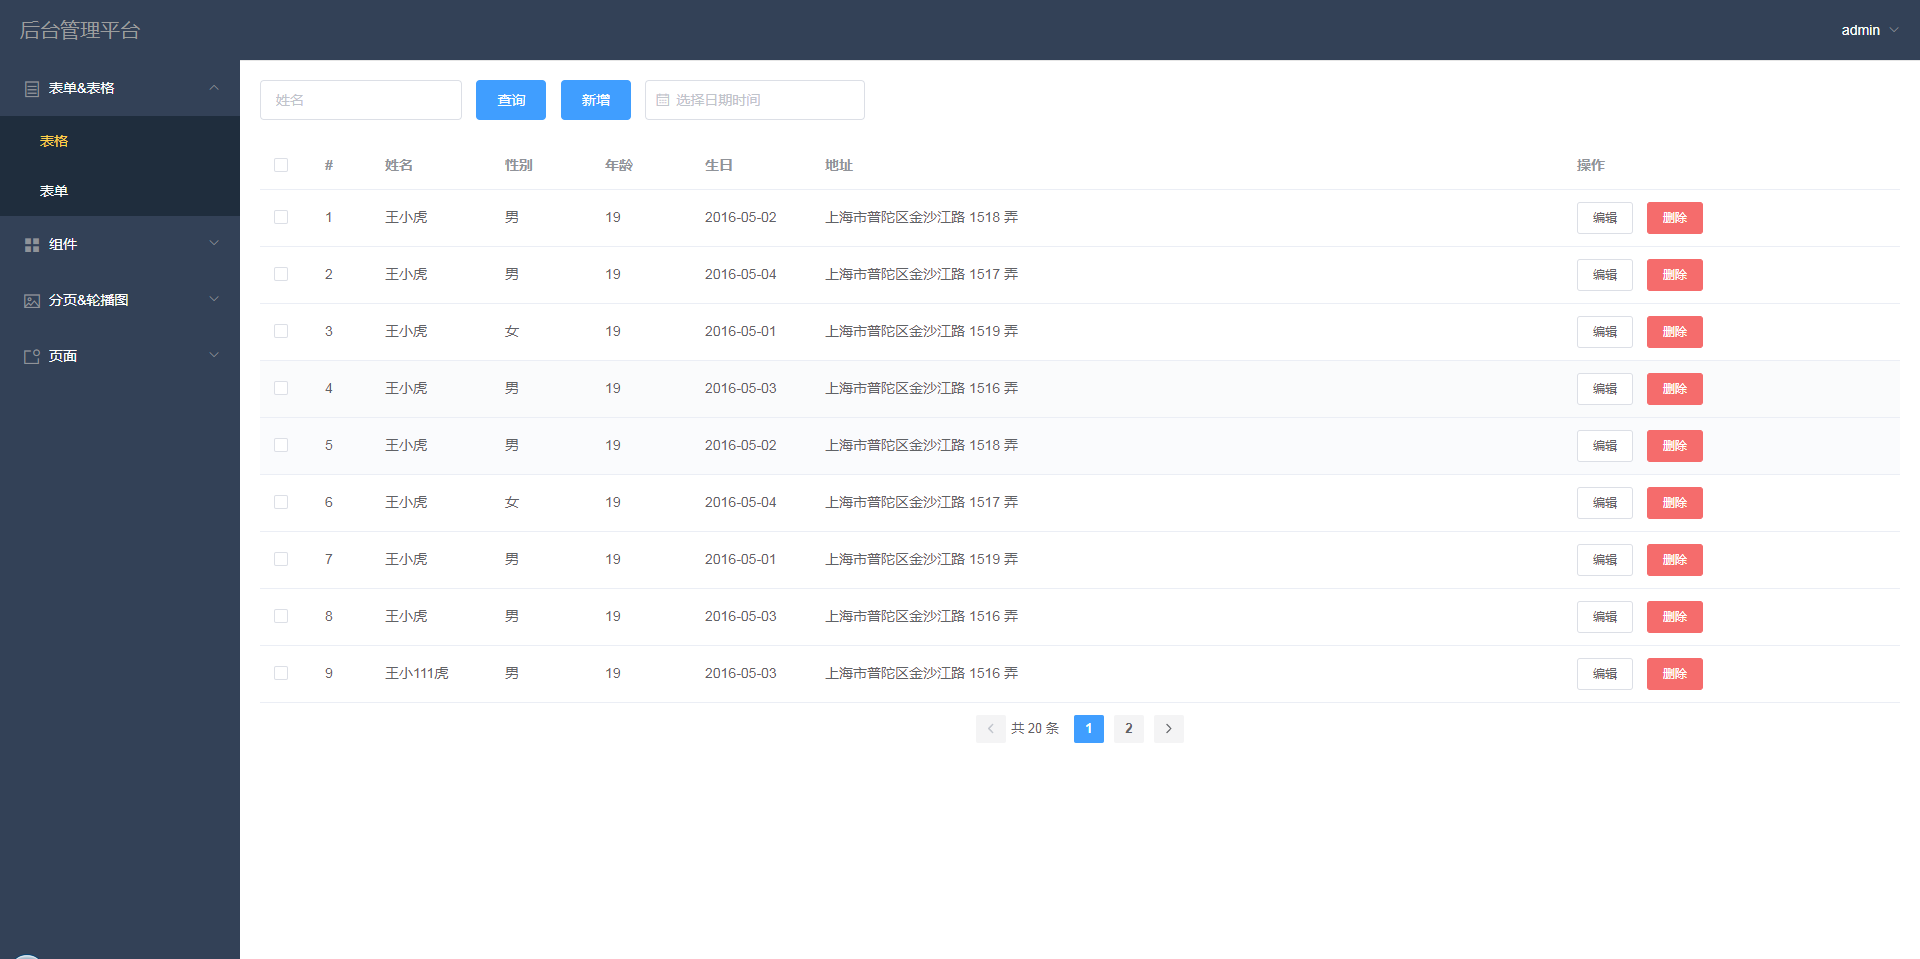 后台管理平台 admin
表单&表格
表格
表单
组件
分页&轮播图
页面
姓名 查询 新增 选择日期时间
# 姓名 性别 年龄 生日 地址 操作
1 王小虎 男 19 2016-05-02 上海市普陀区金沙江路 1518 弄 编辑 删除
2 王小虎 男 19 2016-05-04 上海市普陀区金沙江路 1517 弄 编辑 删除
3 王小虎 女 19 2016-05-01 上海市普陀区金沙江路 1519 弄 编辑 删除
4 王小虎 男 19 2016-05-03 上海市普陀区金沙江路 1516 弄 编辑 删除
5 王小虎 男 19 2016-05-02 上海市普陀区金沙江路 1518 弄 编辑 删除
6 王小虎 女 19 2016-05-04 上海市普陀区金沙江路 1517 弄 编辑 删除
7 王小虎 男 19 2016-05-01 上海市普陀区金沙江路 1519 弄 编辑 删除
8 王小虎 男 19 2016-05-03 上海市普陀区金沙江路 1516 弄 编辑 删除
9 王小111虎 男 19 2016-05-03 上海市普陀区金沙江路 1516 弄 编辑 删除
共 20 条 1 2